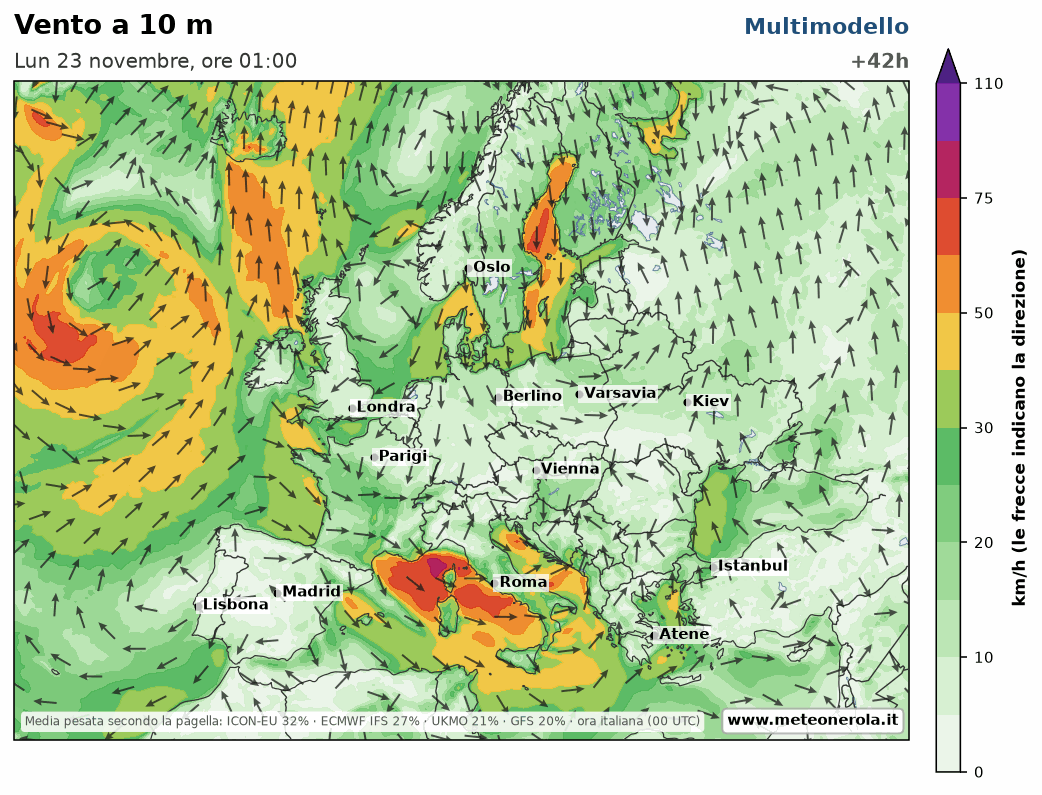 Vento a 10 m
Multimodello
Lun 23 novembre, ore 01:00
+42h
110
75
50
30
20
10
0
km/h (le frecce indicano la direzione)
Oslo
Londra
Berlino
Varsavia
Kiev
Parigi
Vienna
Istanbul
Roma
Madrid
Lisbona
Atene
Media pesata secondo la pagella: ICON-EU 32% · ECMWF IFS 27% · UKMO 21% · GFS 20% · ora italiana (00 UTC)
www.meteonerola.it